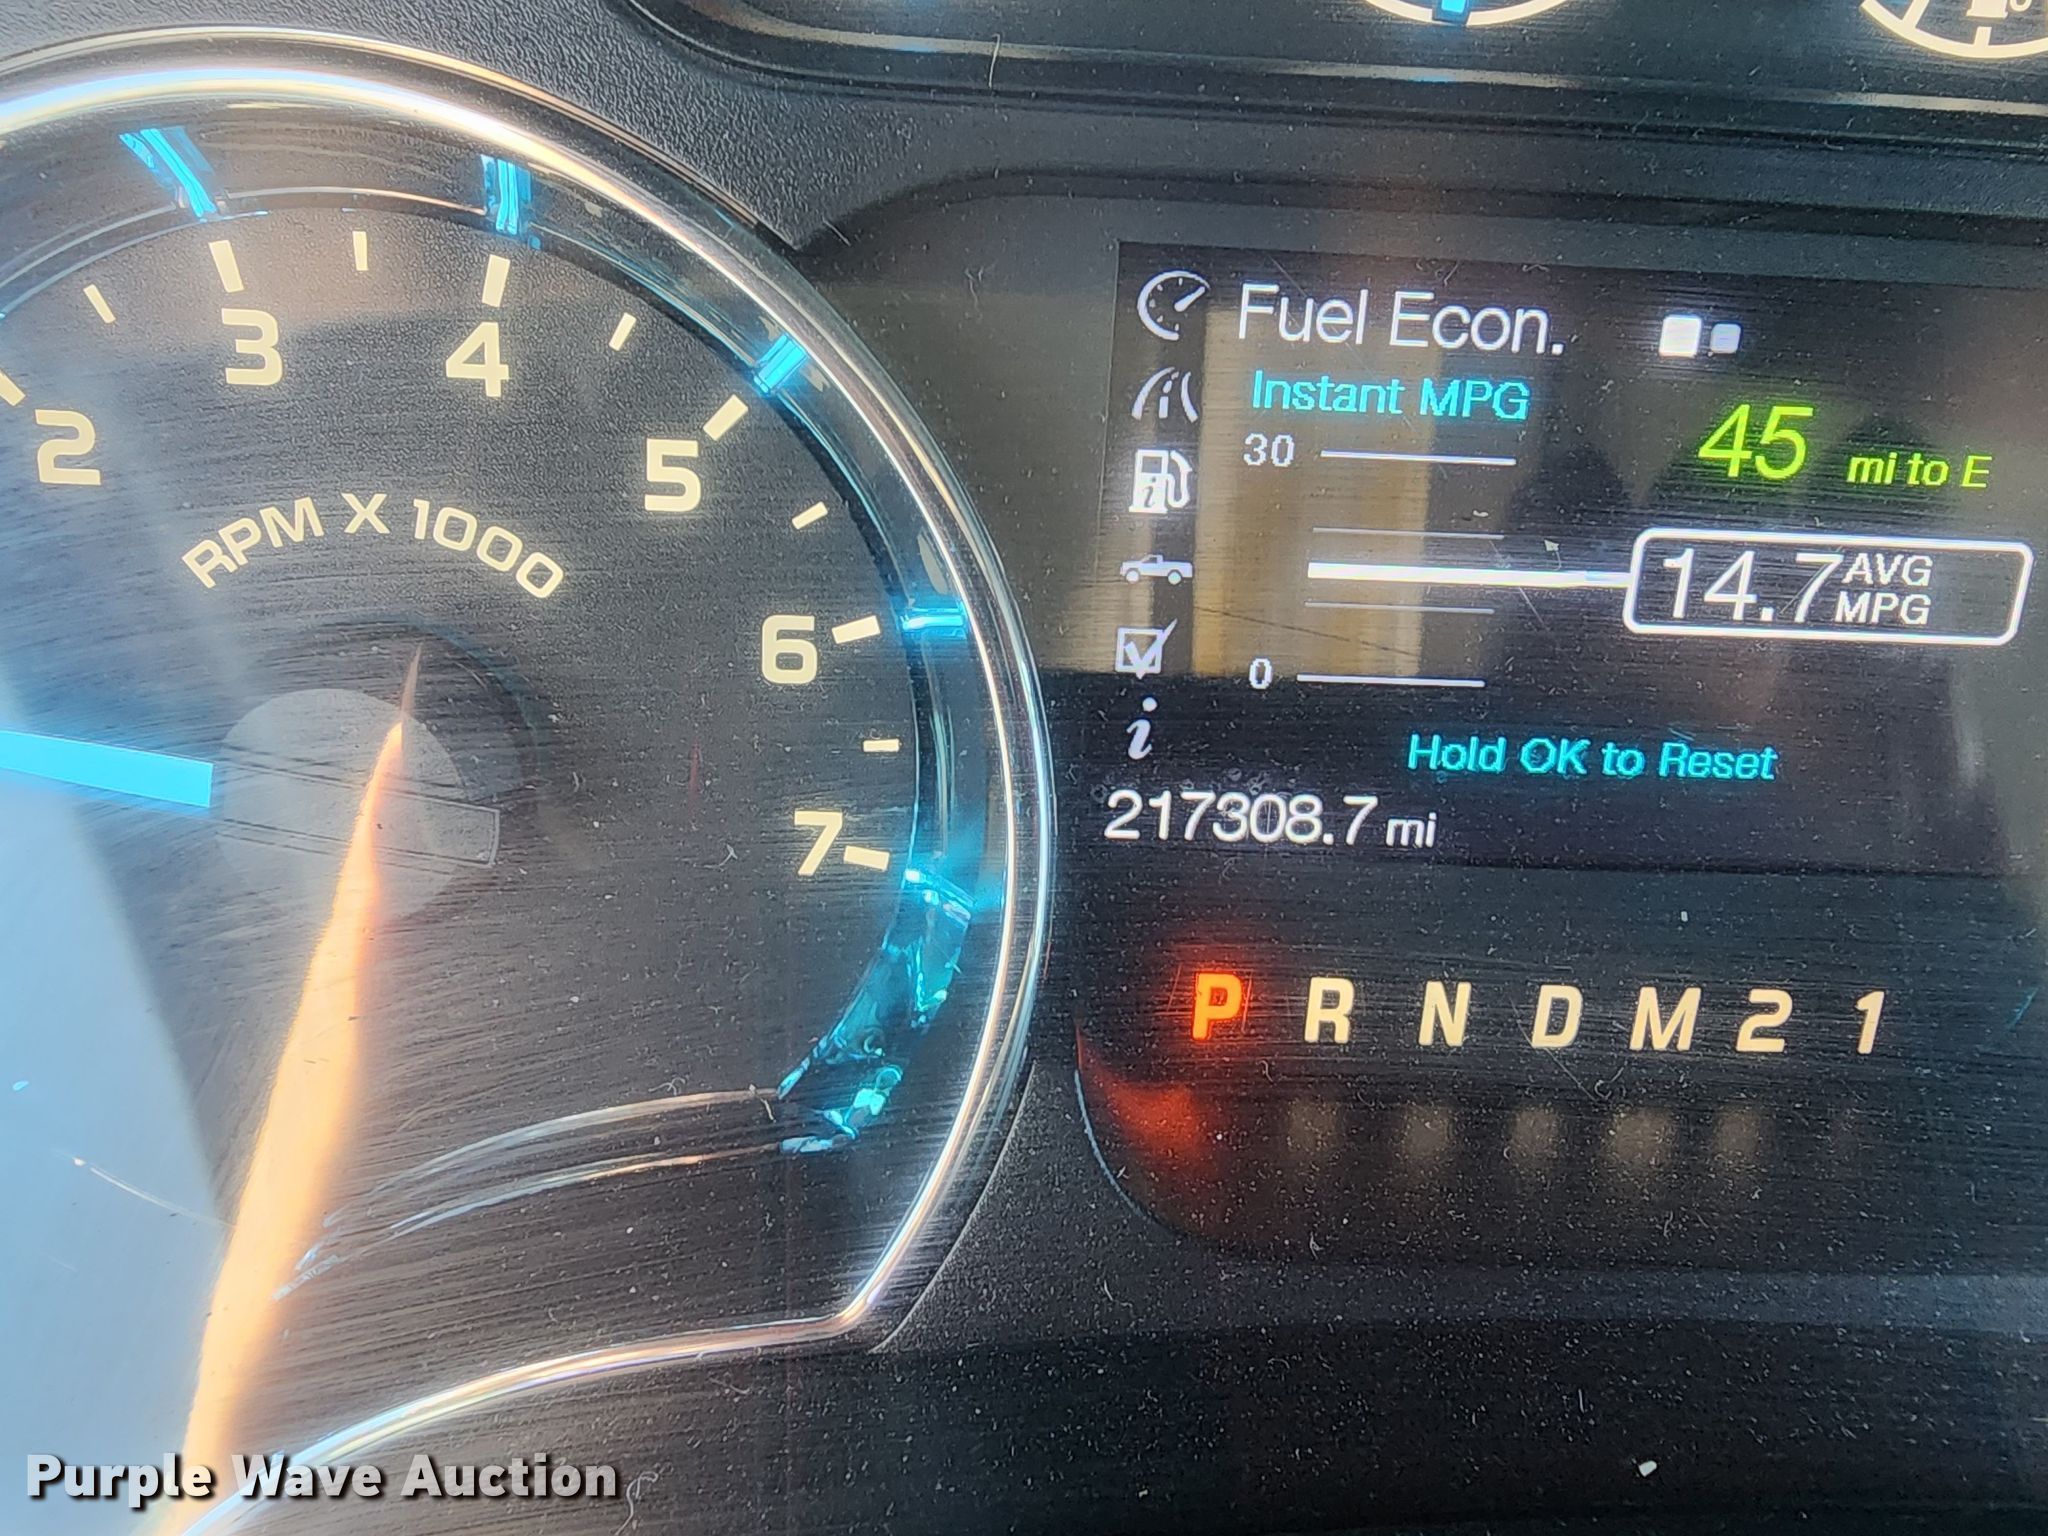 2
3
4
5
6
7
RPM X 1000
Fuel Econ.
Instant MPG
30
45 mi to E
14.7 AVG MPG
0
Hold OK to Reset
217308.7 mi
P R N D M 2 1
Purple Wave Auction